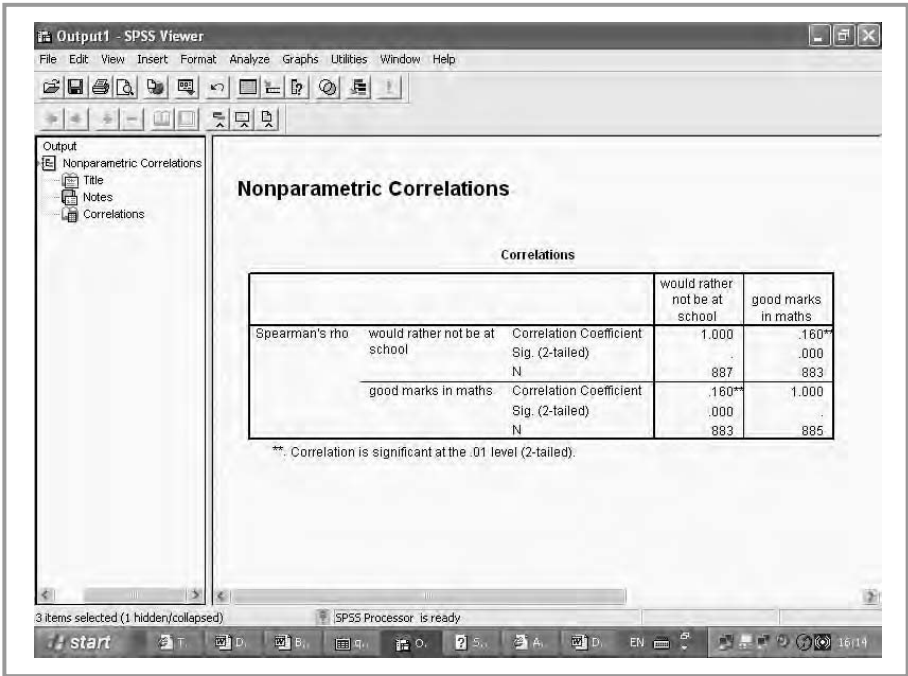 Output1 - SPSS Viewer
File Edit View Insert Format Analyze Graphs Utilities Window Help
Output
Nonparametric Correlations
Title
Notes
Correlations
Nonparametric Correlations
Correlations
would rather not be at school good marks in maths
Spearman's rho would rather not be at school Correlation Coefficient 1.000 .160**
Sig. (2-tailed) . .000
N 887 883
good marks in maths Correlation Coefficient .160** 1.000
Sig. (2-tailed) .000 .
N 883 885
**. Correlation is significant at the .01 level (2-tailed).
3 items selected (1 hidden/collapsed) SPSS Processor is ready
start T.. D.. B.. q.. O.. S.. A.. D.. EN 16:14